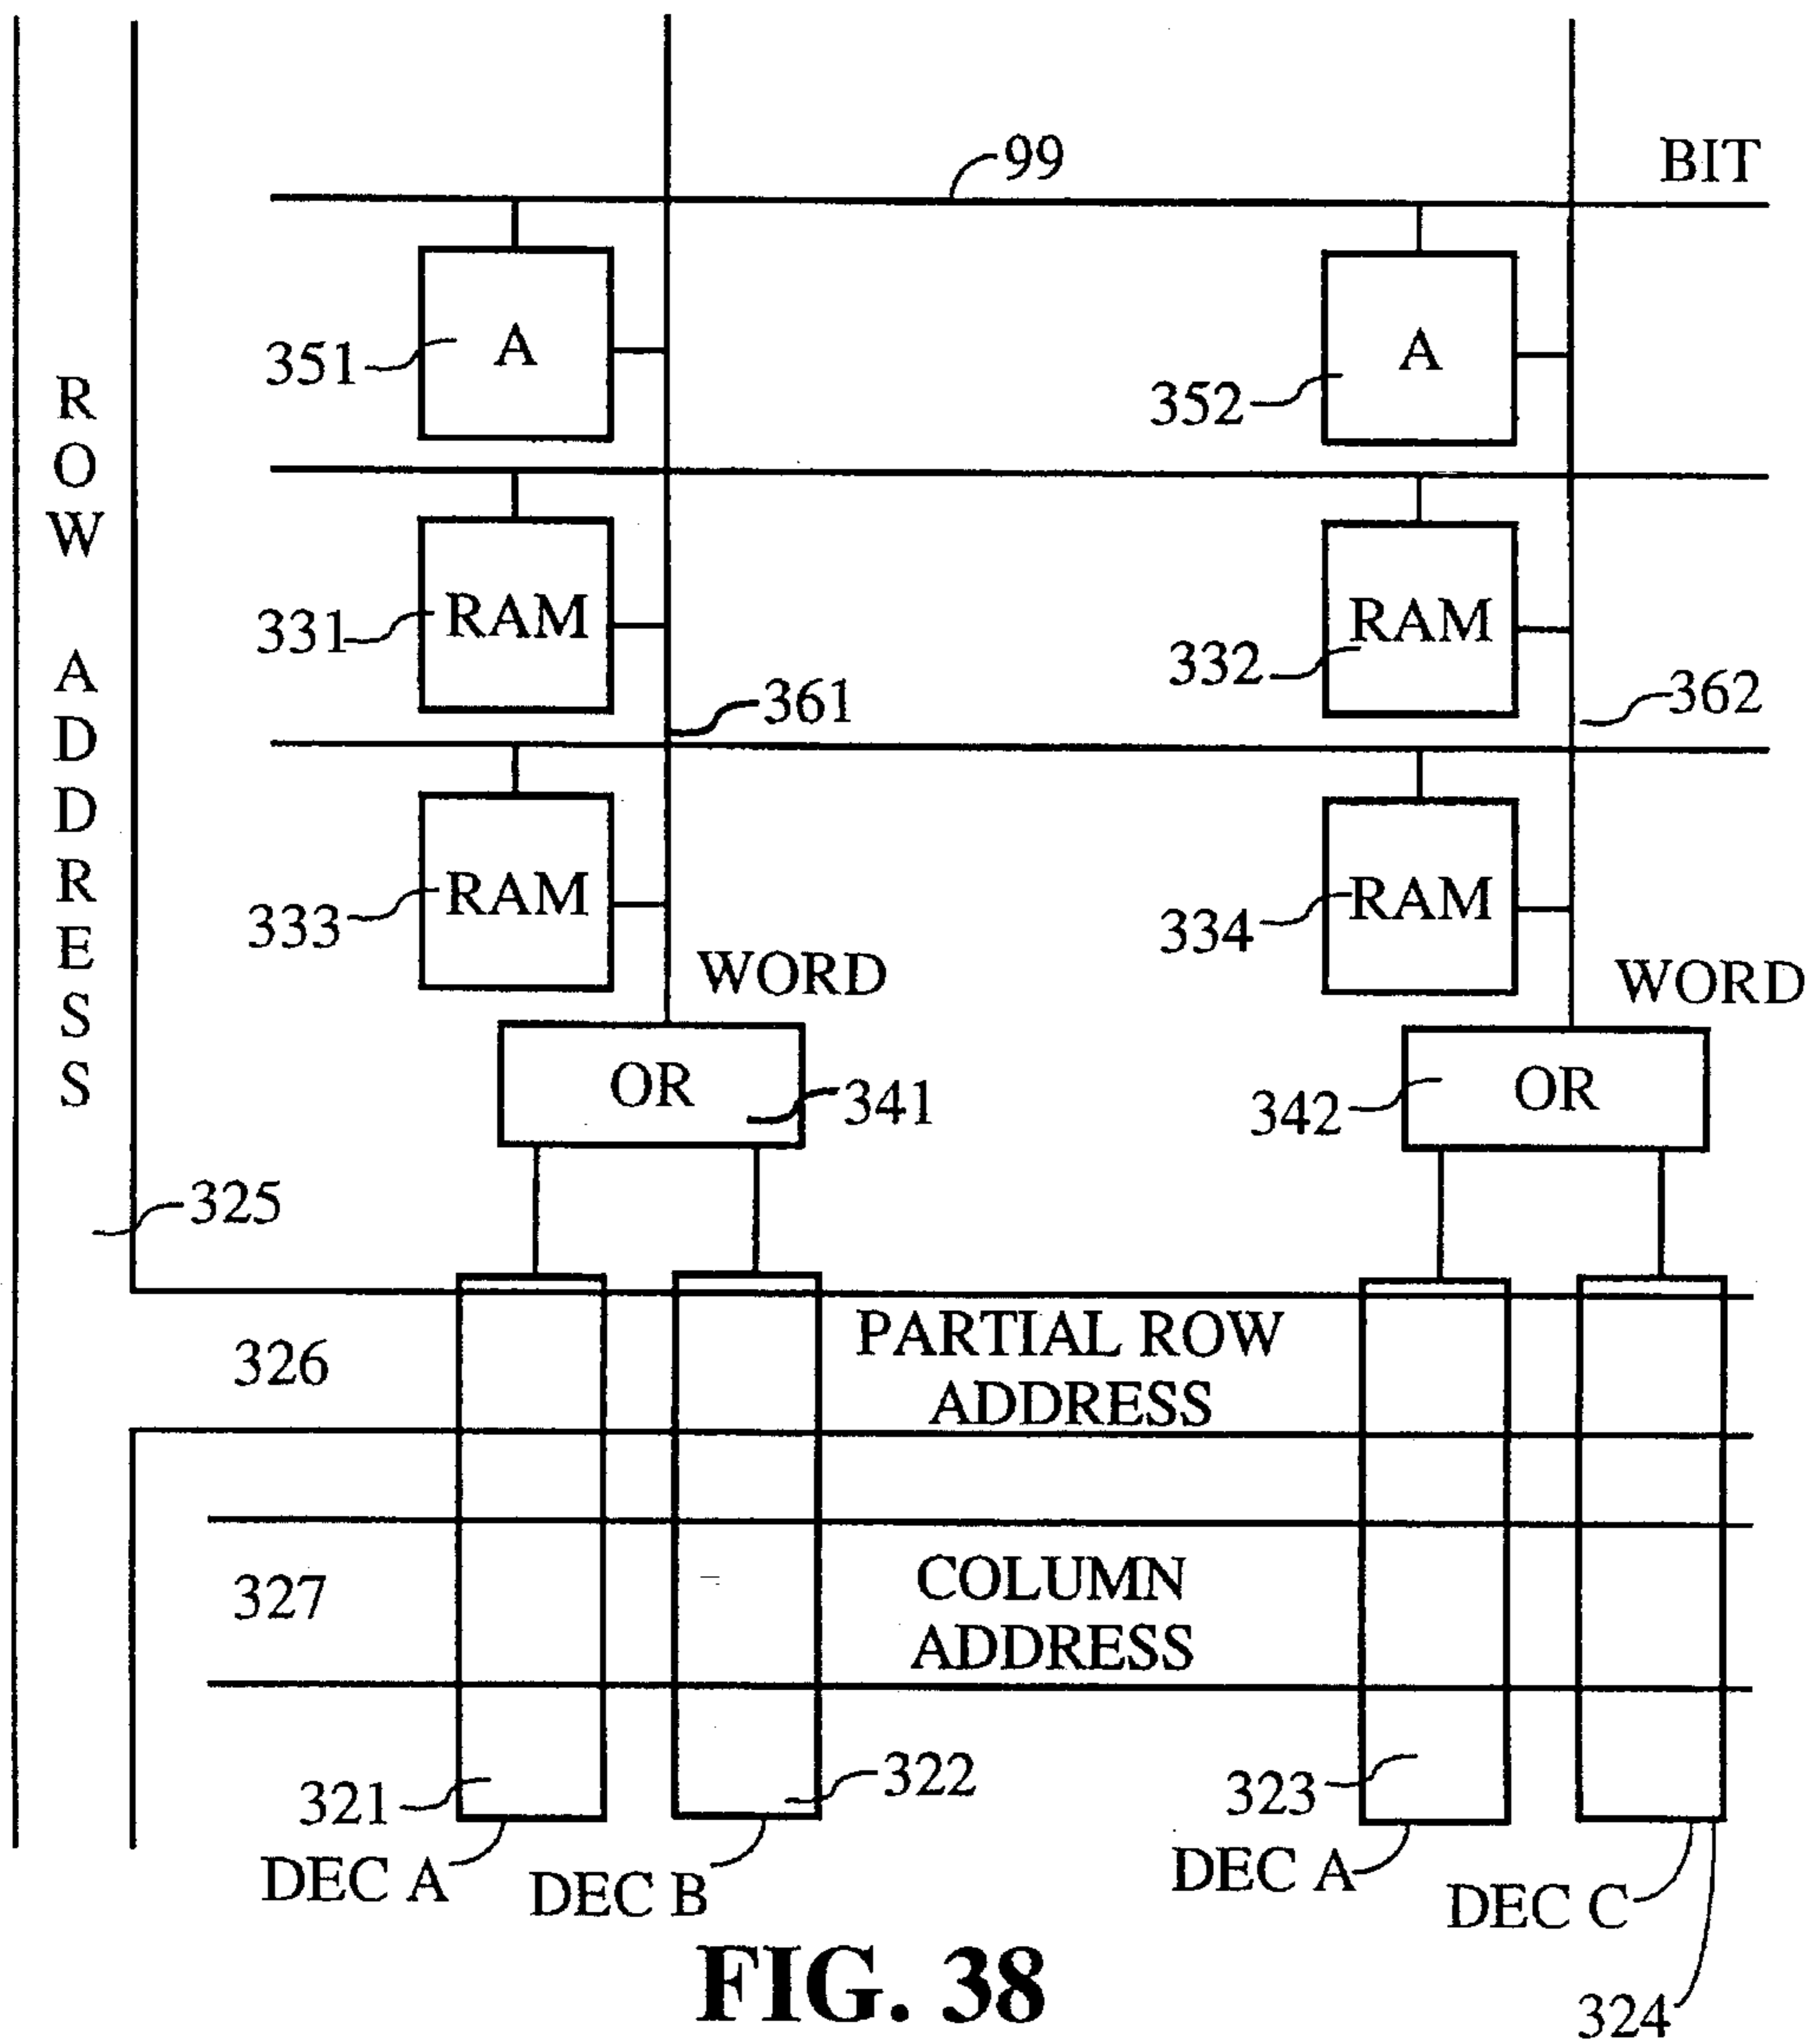 ROW ADDRESS
99
BIT
A
351
A
352
RAM
331
RAM
332
361
362
RAM
333
RAM
334
WORD
WORD
OR
341
OR
342
325
326
PARTIAL ROW
ADDRESS
327
COLUMN
ADDRESS
321
322
323
DEC A
DEC B
DEC A
DEC C
324
FIG. 38